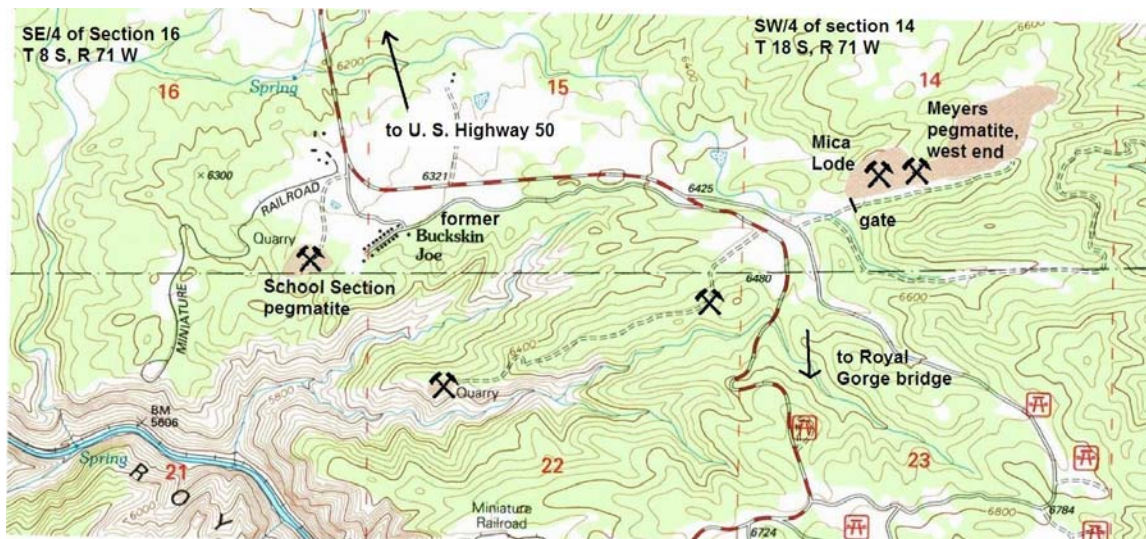 SE/4 of Section 16
T 8 S, R 71 W
SW/4 of section 14
T 18 S, R 71 W
6600
6200
6400
16
Spring
15
14
to U. S. Highway 50
Meyers
pegmatite,
west end
Mica
Lode
6300
6321
6425
RAILROAD
former
Buckskin
Joe
gate
Quarry
School Section
pegmatite
6480
6600
MINIATURE
6400
to Royal
Gorge bridge
5800
Quarry
BM
5606
Spring
21
22
23
R O Y
6000
Miniature
Railroad
6724
6800
6784